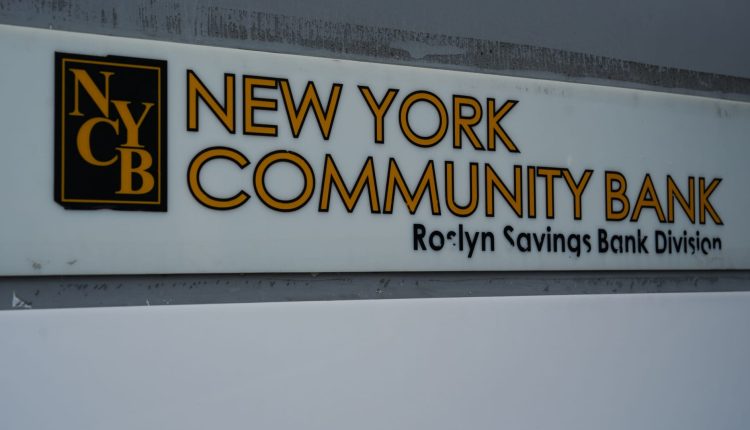 NYCB
NEW YORK
COMMUNITY BANK
Roslyn Savings Bank Division